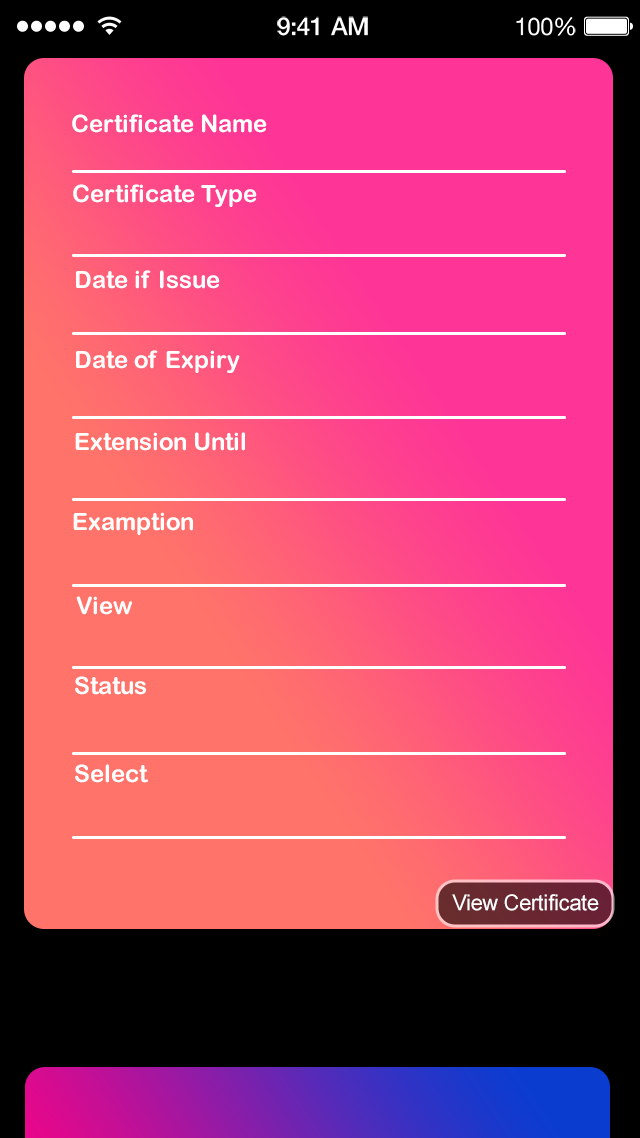 9:41 AM 100%
Certificate Name
Certificate Type
Date if Issue
Date of Expiry
Extension Until
Examption
View
Status
Select
View Certificate